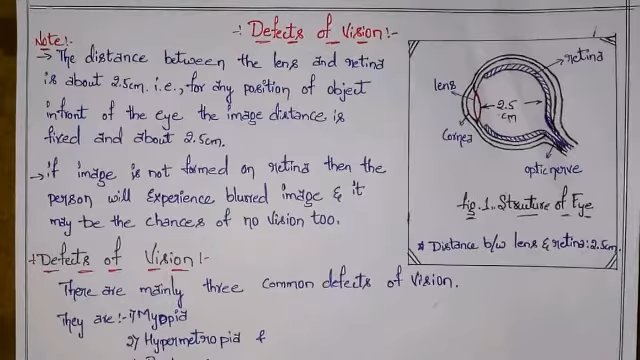 -: Defects of Vision :-
Note:-
→ The distance between the lens and retina
is about 2.5cm. i.e., for any position of object
infront of the eye the image distance is
fixed and about 2.5cm.
→ if image is not formed on retina then the
person will experience blurred image & it
may be the chances of no vision too.
retina
lens
2.5
cm
Cornea
optic nerve
fig.1. Struture of Eye
* Distance b/w lens & retina: 2.5cm.
-: Defects of Vision :-
There are mainly three common defects of Vision.
They are :- 1) Myopia
2) Hypermetropia &